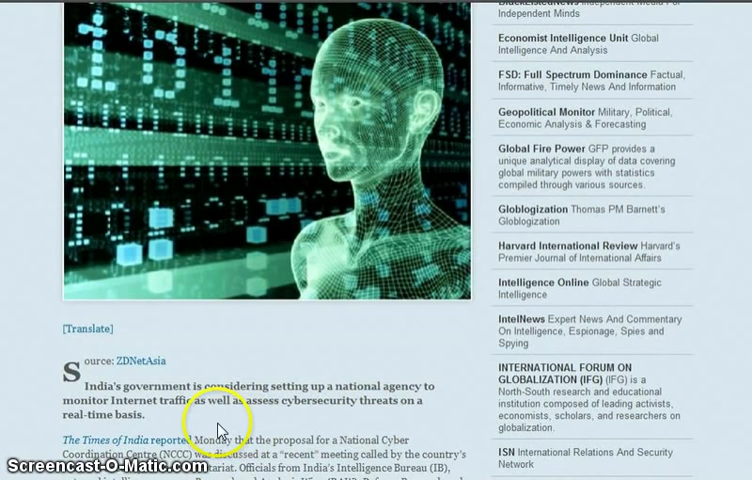 [Translate]
Source: ZDNetAsia
India's government is considering setting up a national agency to
monitor Internet traffic as well as assess cybersecurity threats on a
real-time basis.
The Times of India reported Monday that the proposal for a National Cyber
Coordination Centre (NCCC) was discussed at a "recent" meeting called by the country's
Officials from India's Intelligence Bureau (IB),
Independent Media For
Independent Minds
Economist Intelligence Unit Global
Intelligence And Analysis
FSD: Full Spectrum Dominance Factual,
Informative, Timely News And Information
Geopolitical Monitor Military, Political,
Economic Analysis & Forecasting
Global Fire Power GFP provides a
unique analytical display of data covering
global military powers with statistics
compiled through various sources.
Globlogization Thomas PM Barnett's
Globlogization
Harvard International Review Harvard's
Premier Journal of International Affairs
Intelligence Online Global Strategic
Intelligence
IntelNews Expert News And Commentary
On Intelligence, Espionage, Spies and
Spying
INTERNATIONAL FORUM ON
GLOBALIZATION (IFG) (IFG) is a
North-South research and educational
institution composed of leading activists,
economists, scholars, and researchers on
globalization.
ISN International Relations And Security
Network
Screencast-O-Matic.com